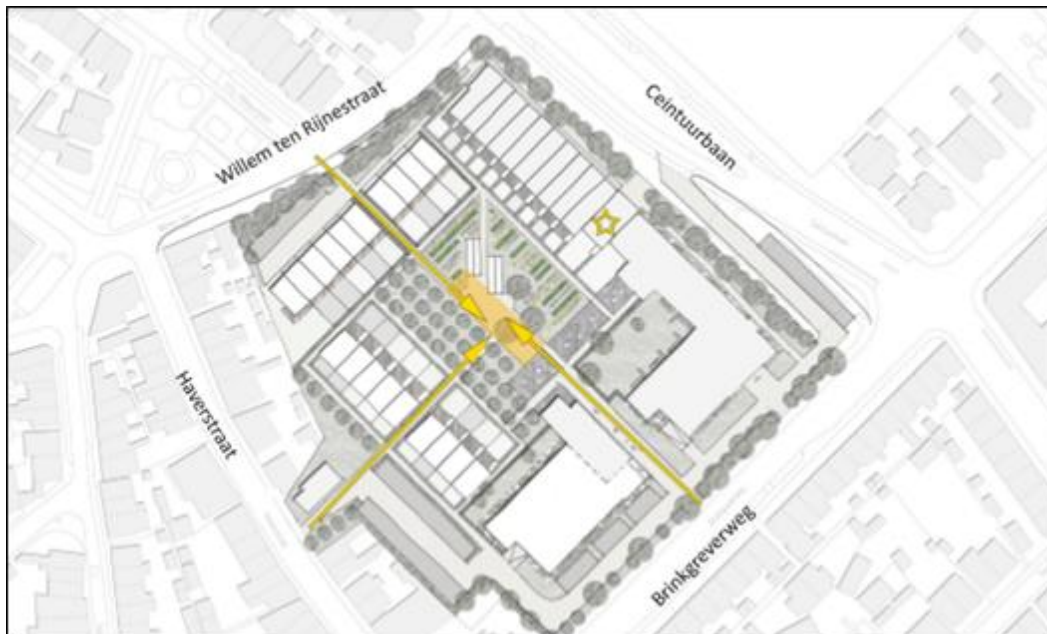 Willem ten Rijnestraat
Ceintuurbaan
Haverstraat
Brinkgreverweg